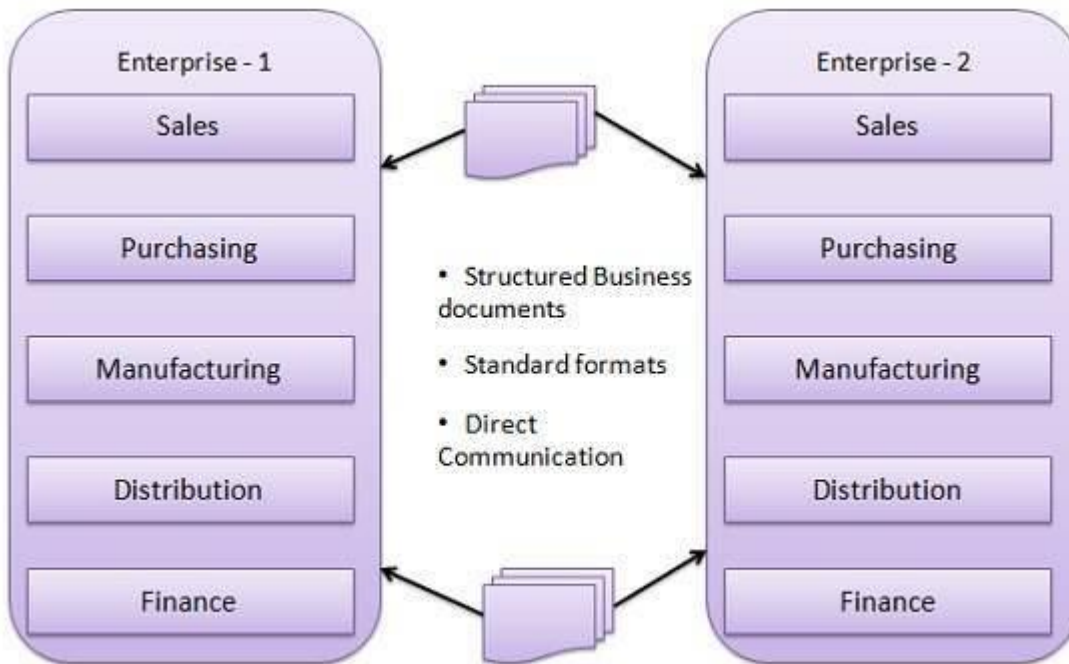 Enterprise - 1
Sales
Purchasing
Manufacturing
Distribution
Finance
• Structured Business
documents
• Standard formats
• Direct
Communication
Enterprise - 2
Sales
Purchasing
Manufacturing
Distribution
Finance